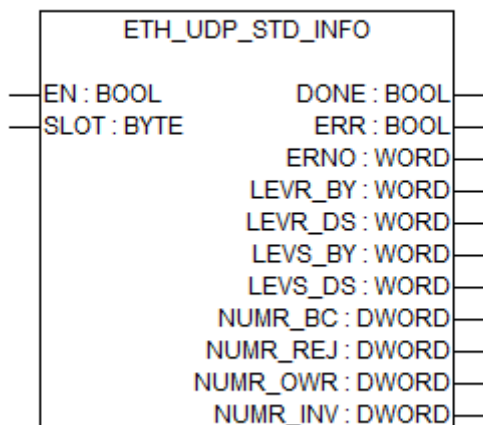 ETH_UDP_STD_INFO
EN : BOOL DONE : BOOL
SLOT : BYTE ERR : BOOL
ERNO : WORD
LEVR_BY : WORD
LEVR_DS : WORD
LEVS_BY : WORD
LEVS_DS : WORD
NUMR_BC : DWORD
NUMR_REJ : DWORD
NUMR_OWR : DWORD
NUMR_INV : DWORD